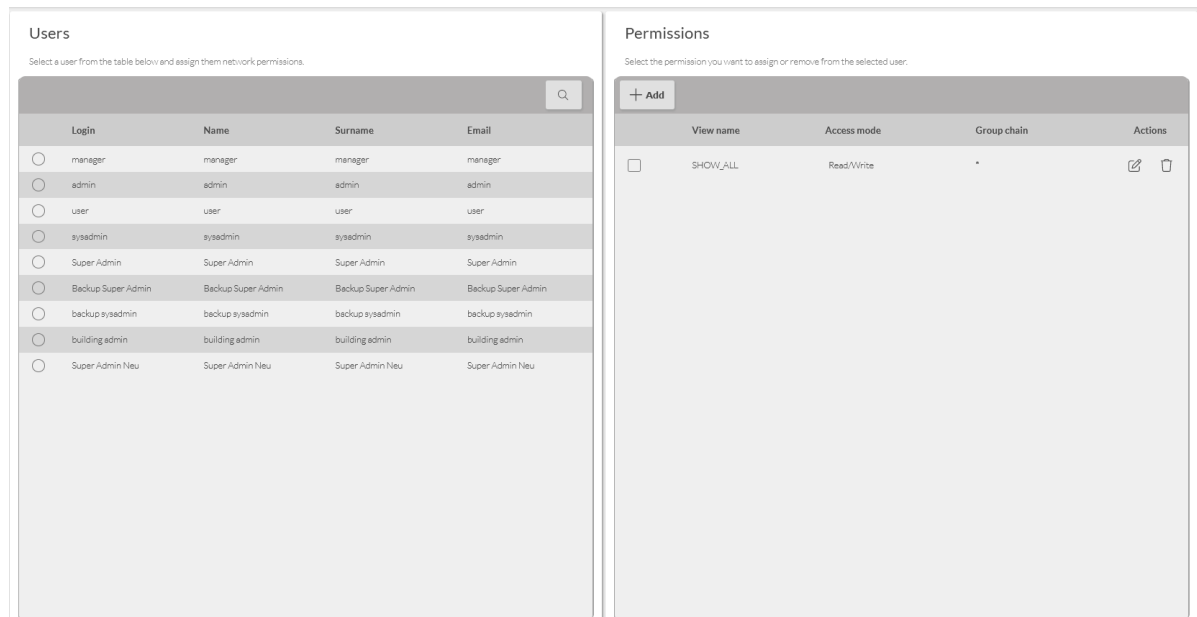 Users
Select a user from the table below and assign them network permissions.
Login Name Surname Email
manager manager manager manager
admin admin admin admin
user user user user
sysadmin sysadmin sysadmin sysadmin
Super Admin Super Admin Super Admin Super Admin
Backup Super Admin Backup Super Admin Backup Super Admin Backup Super Admin
backup sysadmin backup sysadmin backup sysadmin backup sysadmin
building admin building admin building admin building admin
Super Admin Neu Super Admin Neu Super Admin Neu Super Admin Neu
Permissions
Select the permission you want to assign or remove from the selected user.
+ Add
View name Access mode Group chain Actions
SHOW_ALL Read/Write *